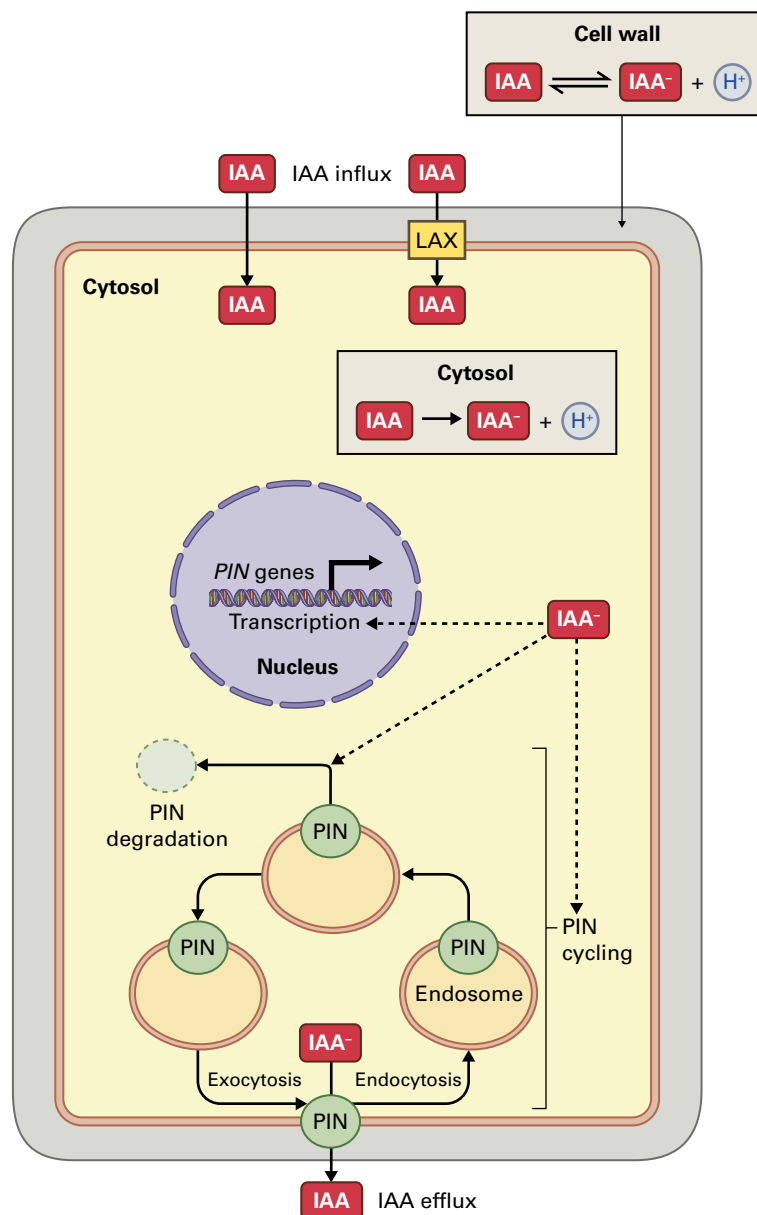 Cell wall
IAA ⇌ IAA⁻ + H⁺
IAA IAA influx IAA
LAX
Cytosol
IAA IAA
Cytosol
IAA → IAA⁻ + H⁺
PIN genes
Transcription
IAA⁻
Nucleus
PIN
degradation
PIN
PIN
PIN
PIN
cycling
Endosome
IAA⁻
Exocytosis
Endocytosis
PIN
IAA IAA efflux